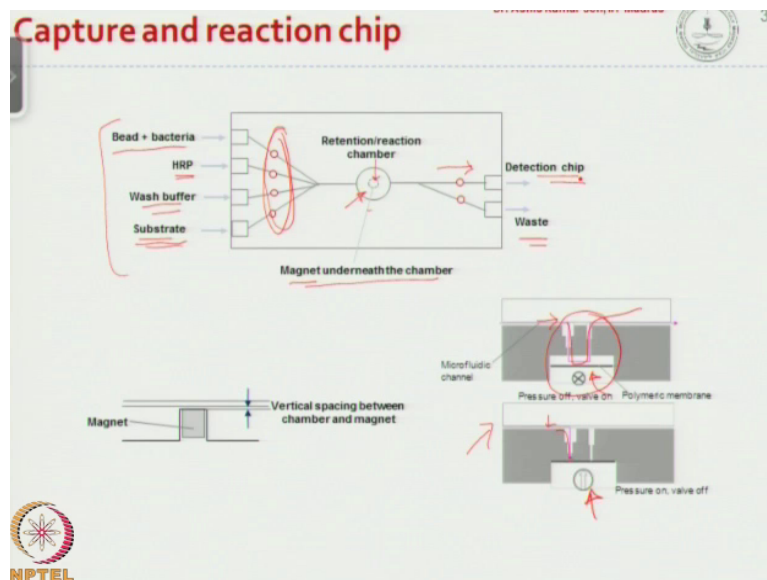 Capture and reaction chip
Bead + bacteria
HRP
Wash buffer
Substrate
Retention/reaction
chamber
Detection chip
Waste
Magnet underneath the chamber
Magnet
Vertical spacing between
chamber and magnet
Microfluidic
channel
Pressure off, valve on
Polymeric membrane
Pressure on, valve off
NPTEL